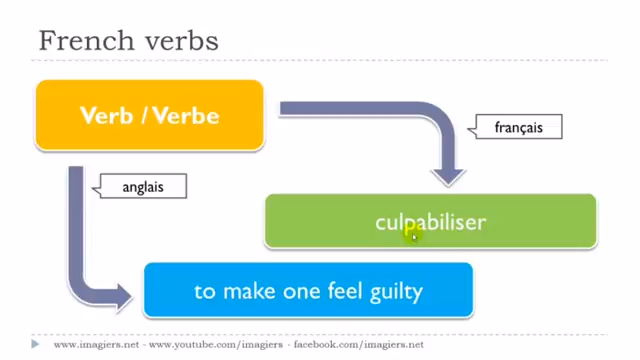 French verbs
Verb / Verbe
français
anglais
culpabiliser
to make one feel guilty
www.imagiers.net - www.youtube.com/imagiers - facebook.com/imagiers.net